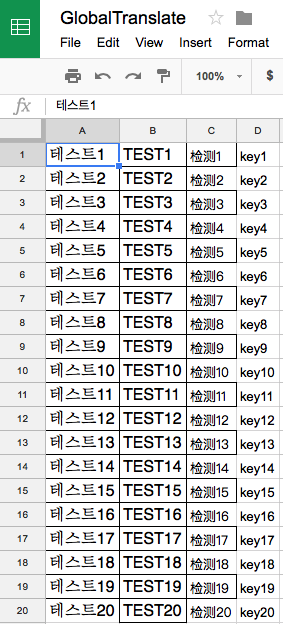 GlobalTranslate
File Edit View Insert Format
100% $
fx 테스트1
A B C D
1 테스트1 TEST1 检测1 key1
2 테스트2 TEST2 检测2 key2
3 테스트3 TEST3 检测3 key3
4 테스트4 TEST4 检测4 key4
5 테스트5 TEST5 检测5 key5
6 테스트6 TEST6 检测6 key6
7 테스트7 TEST7 检测7 key7
8 테스트8 TEST8 检测8 key8
9 테스트9 TEST9 检测9 key9
10 테스트10 TEST10 检测10 key10
11 테스트11 TEST11 检测11 key11
12 테스트12 TEST12 检测12 key12
13 테스트13 TEST13 检测13 key13
14 테스트14 TEST14 检测14 key14
15 테스트15 TEST15 检测15 key15
16 테스트16 TEST16 检测16 key16
17 테스트17 TEST17 检测17 key17
18 테스트18 TEST18 检测18 key18
19 테스트19 TEST19 检测19 key19
20 테스트20 TEST20 检测20 key20